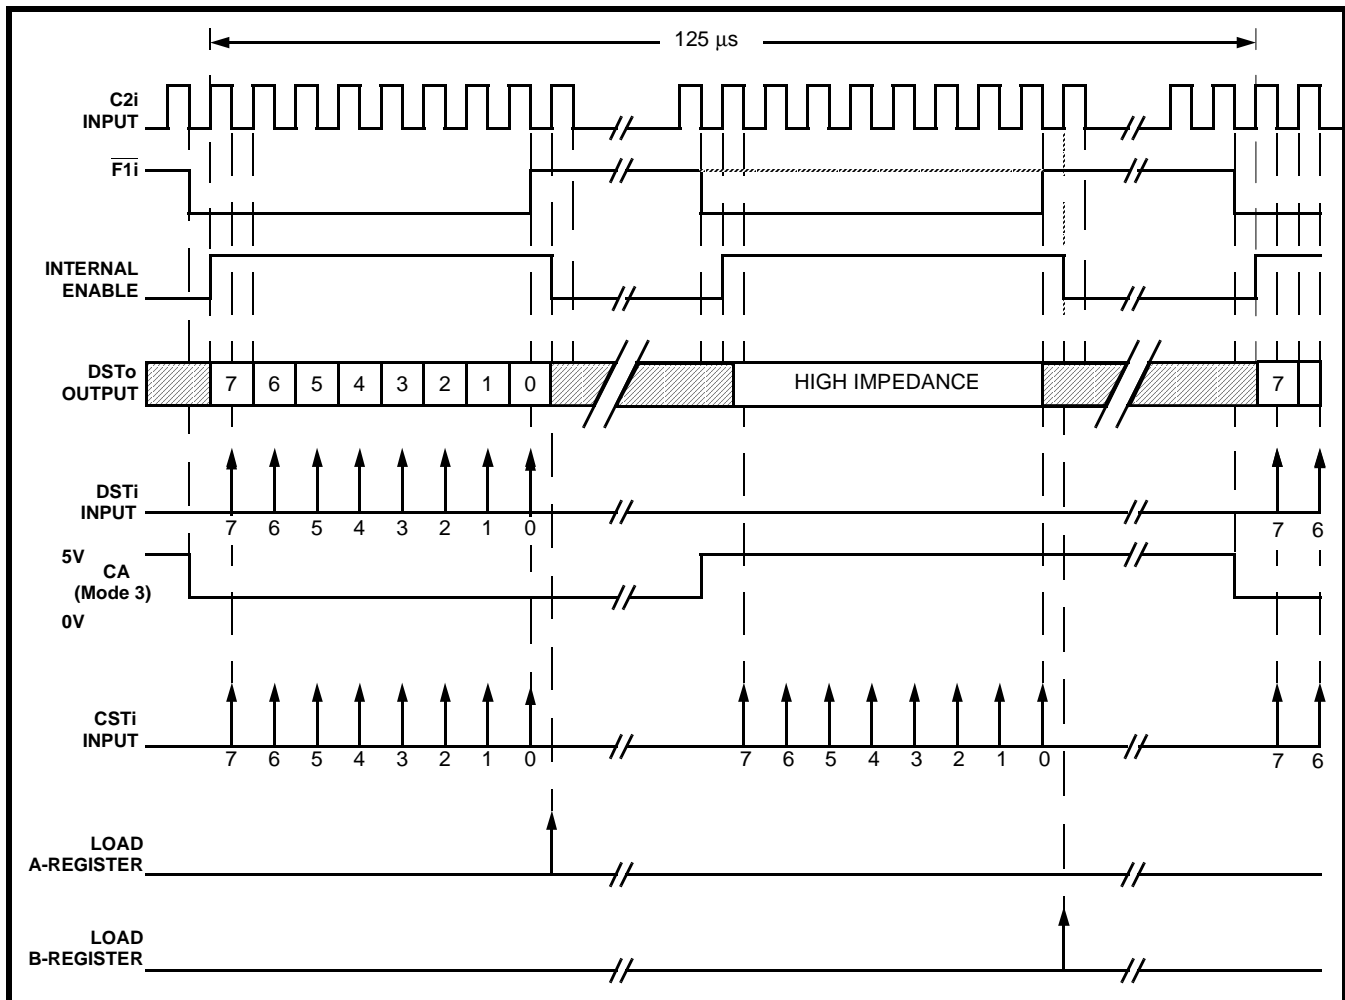 125 μs
C2i
INPUT
F1i
INTERNAL
ENABLE
DSTo
OUTPUT
7 6 5 4 3 2 1 0 HIGH IMPEDANCE 7
DSTi
INPUT
7 6 5 4 3 2 1 0 7 6
5V
CA
(Mode 3)
0V
CSTi
INPUT
7 6 5 4 3 2 1 0 7 6 5 4 3 2 1 0 7 6
LOAD
A-REGISTER
LOAD
B-REGISTER